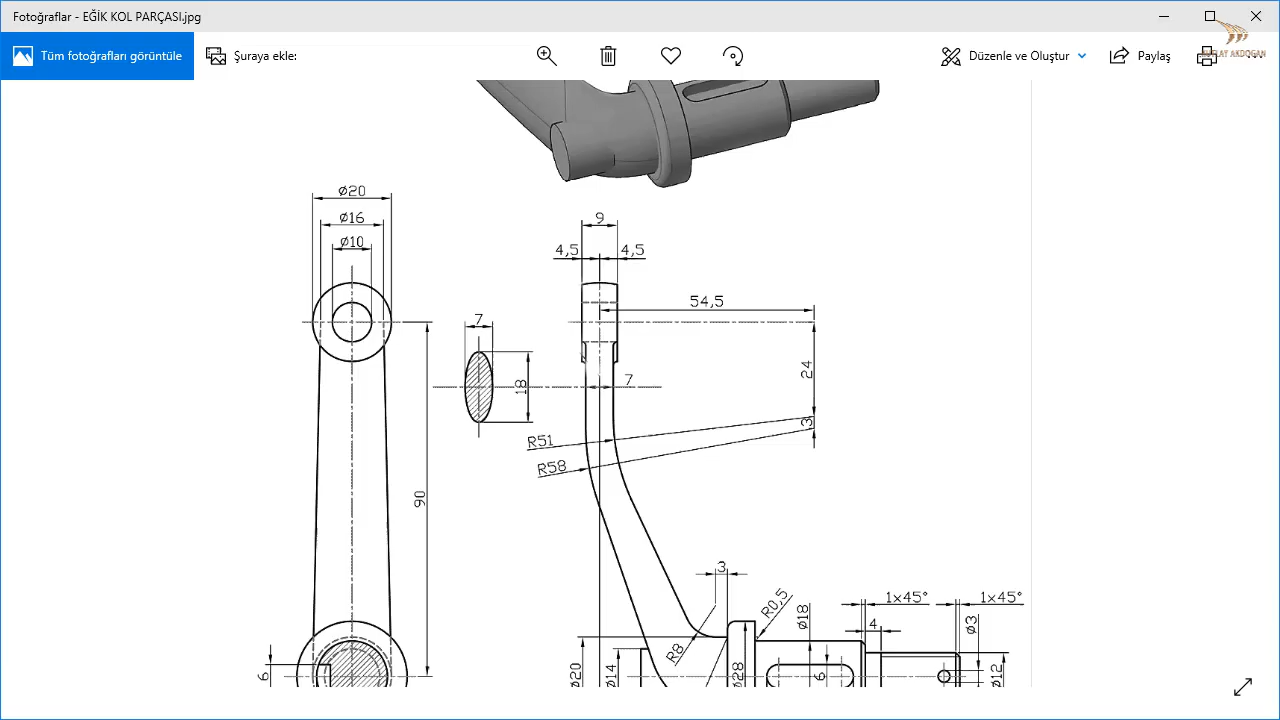 Fotoğraflar - EĞİK KOL PARÇASI.jpg
Tüm fotoğrafları görüntüle
Şuraya ekle:
Düzenle ve Oluştur
Paylaş
AKDOGAN
Ø20
Ø16
Ø10
9
4,5
4,5
54,5
7
18
7
24
3
R51
R58
90
3
R0,5
Ø18
1x45°
1x45°
4
Ø3
R8
Ø20
Ø14
Ø28
6
6
Ø12